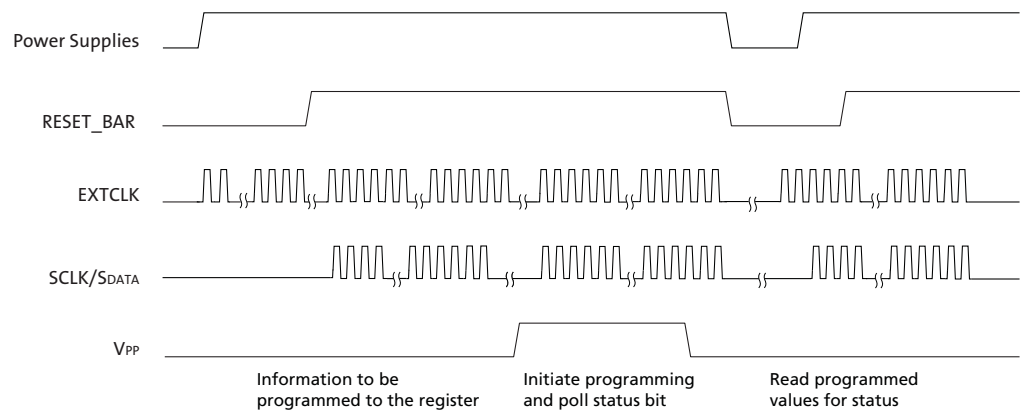 Power Supplies
RESET_BAR
EXTCLK
SCLK/SDATA
VPP
Information to be
programmed to the register
Initiate programming
and poll status bit
Read programmed
values for status